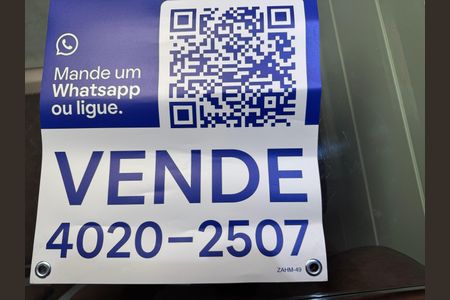 Mande um
Whatsapp
ou ligue.
VENDE
4020-2507
ZAHM-49